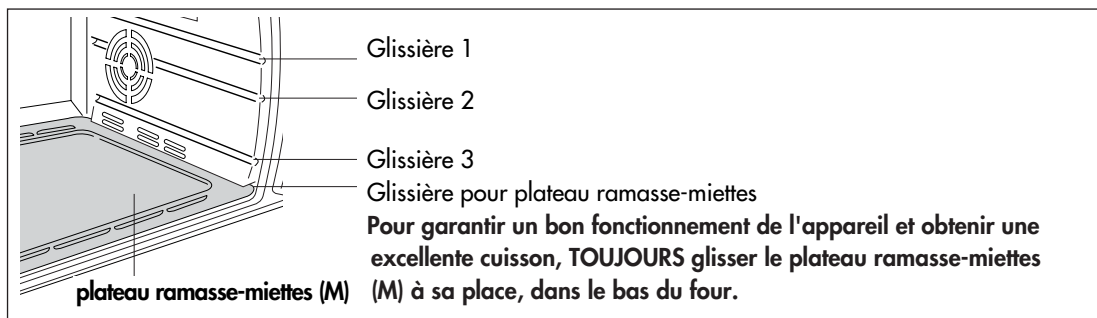 Glissière 1
Glissière 2
Glissière 3
Glissière pour plateau ramasse-miettes
Pour garantir un bon fonctionnement de l'appareil et obtenir une
excellente cuisson, TOUJOURS glisser le plateau ramasse-miettes
(M) à sa place, dans le bas du four.
plateau ramasse-miettes (M)